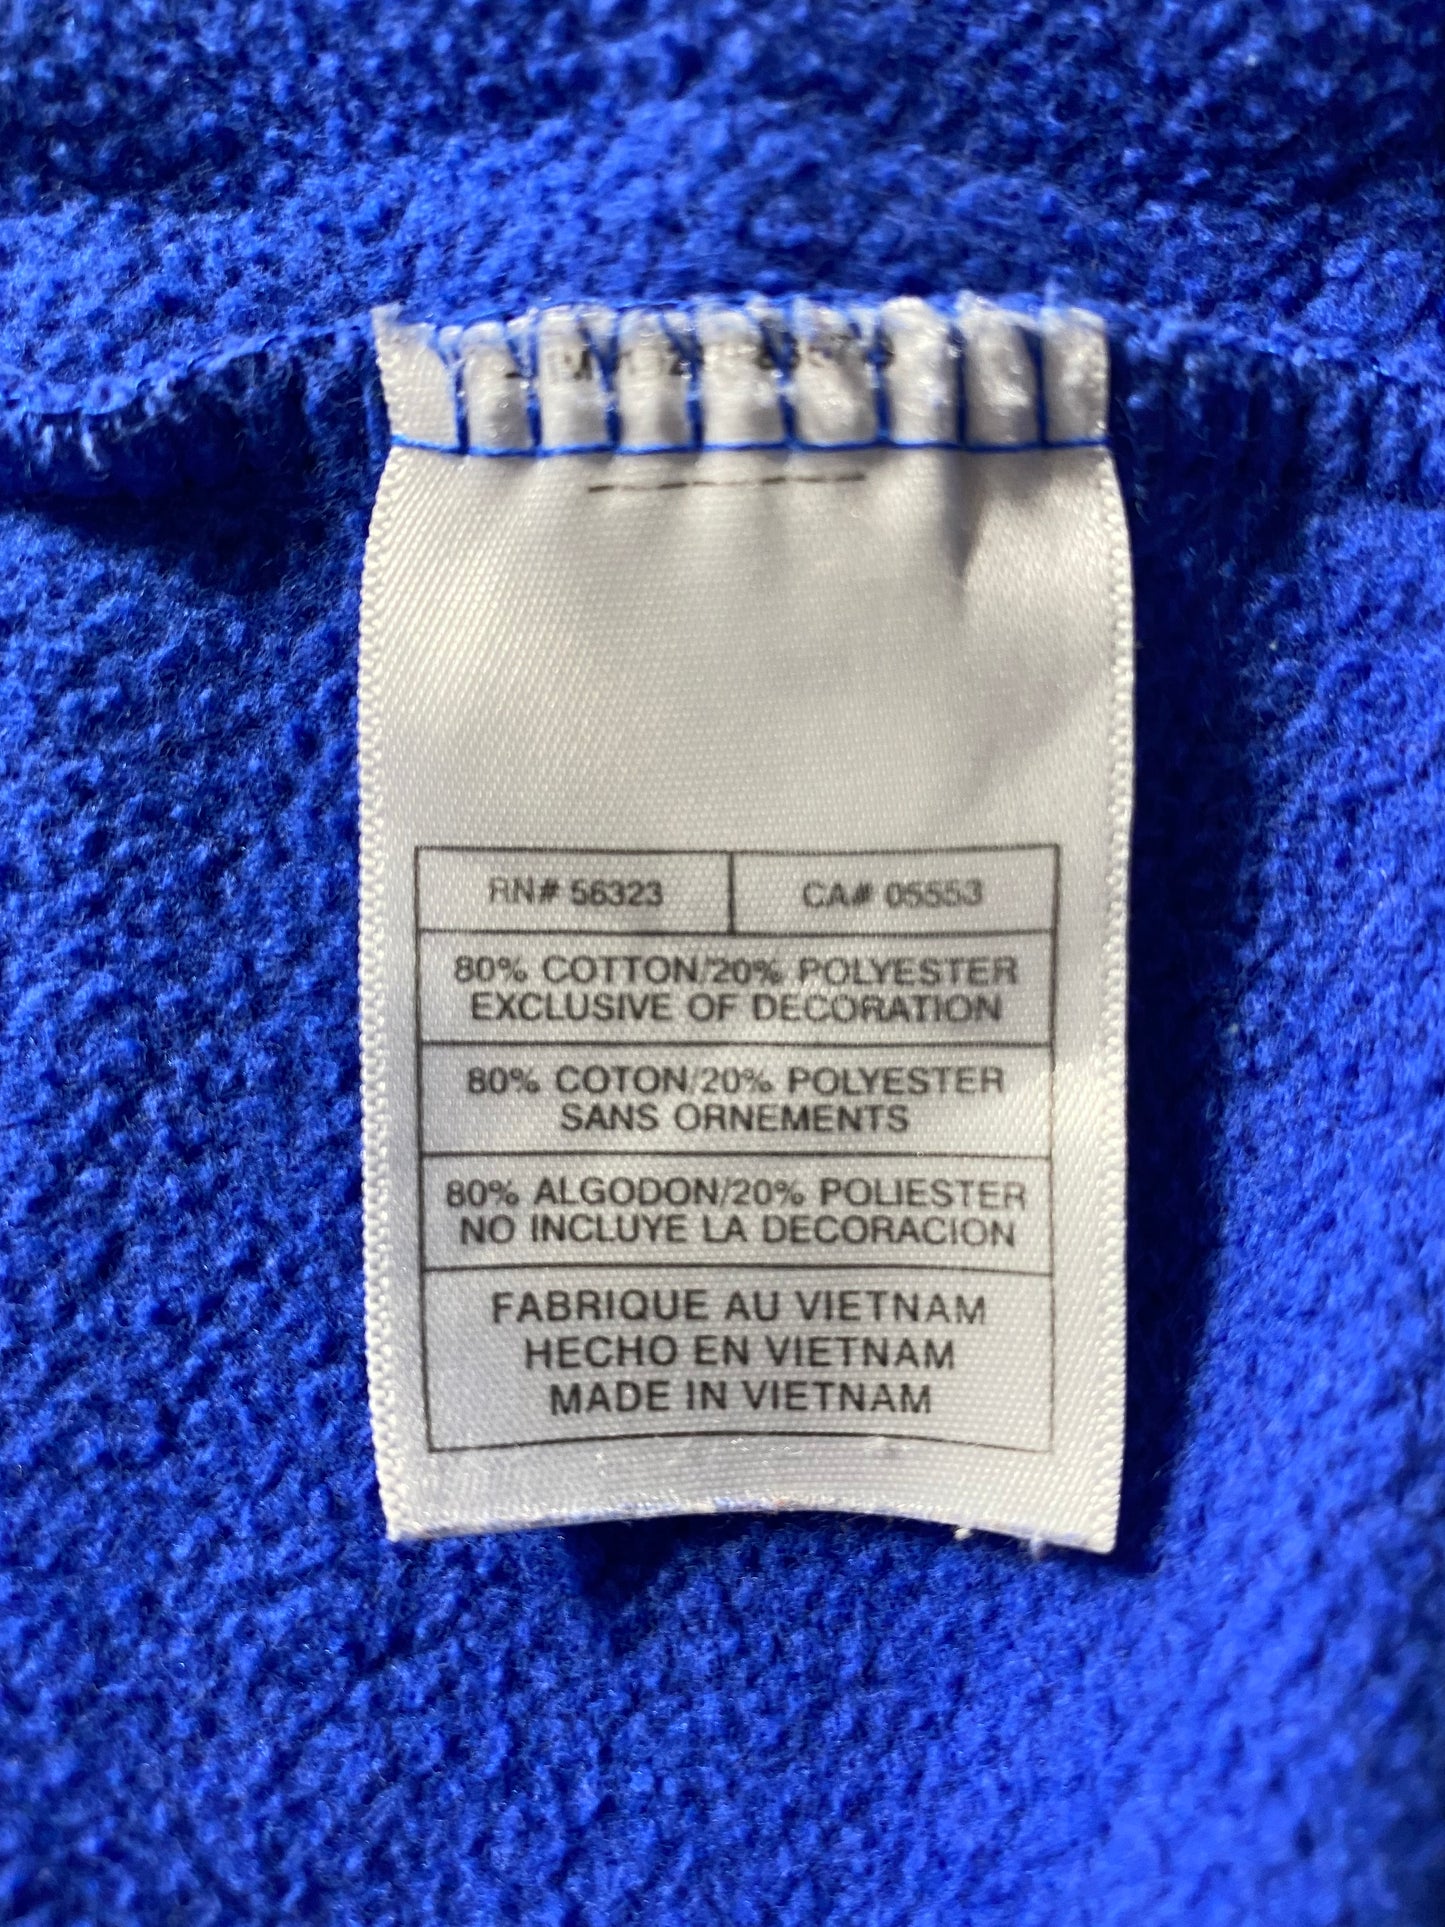 RN# 56323
CA# 05553
80% COTTON/20% POLYESTER
EXCLUSIVE OF DECORATION
80% COTON/20% POLYESTER
SANS ORNEMENTS
80% ALGODON/20% POLIESTER
NO INCLUYE LA DECORACION
FABRIQUE AU VIETNAM
HECHO EN VIETNAM
MADE IN VIETNAM